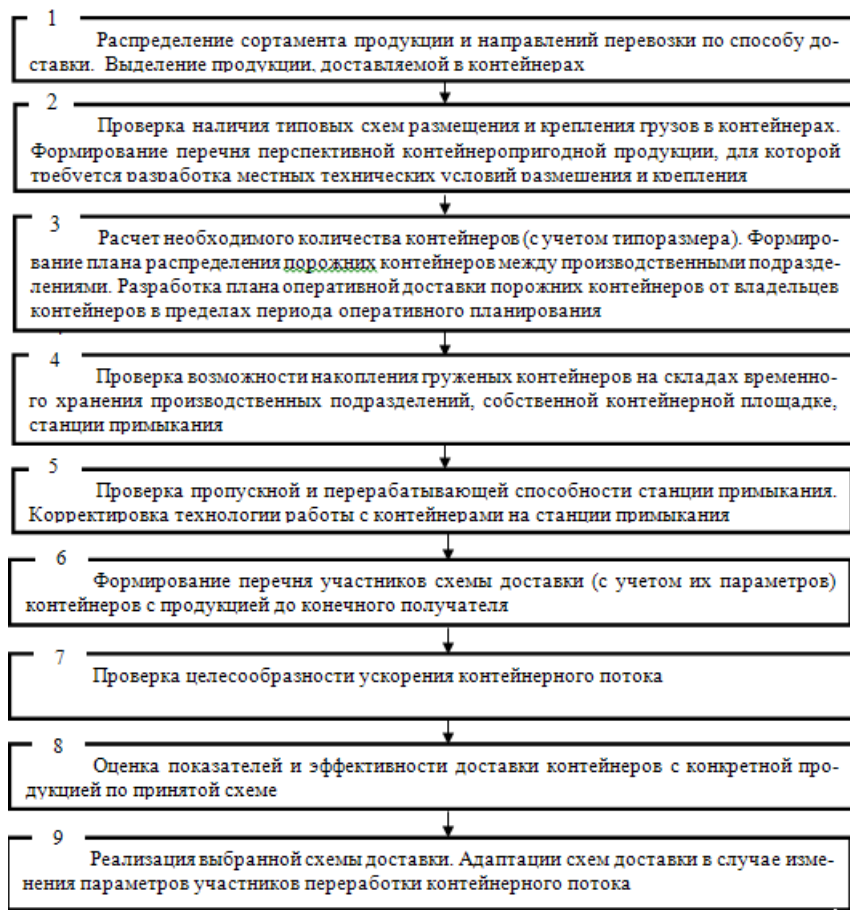 1
Распределение сортамента продукции и направлений перевозки по способу до-
ставки. Выделение продукции, доставляемой в контейнерах
2
Проверка наличия типовых схем размещения и крепления грузов в контейнерах.
Формирование перечня перспективной контейнеропригодной продукции, для которой
требуется разработка местных технических условий размещения и крепления
3
Расчет необходимого количества контейнеров (с учетом типоразмера). Формиро-
вание плана распределения порожних контейнеров между производственными подразде-
лениями. Разработка плана оперативной доставки порожних контейнеров от владельцев
контейнеров в пределах периода оперативного планирования
4
Проверка возможности накопления груженых контейнеров на складах временно-
го хранения производственных подразделений, собственной контейнерной площадке,
станции примыкания
5
Проверка пропускной и перерабатывающей способности станции примыкания.
Корректировка технологии работы с контейнерами на станции примыкания
6
Формирование перечня участников схемы доставки (с учетом их параметров)
контейнеров с продукцией до конечного получателя
7
Проверка целесообразности ускорения контейнерного потока
8
Оценка показателей и эффективности доставки контейнеров с конкретной про-
дукцией по принятой схеме
9
Реализация выбранной схемы доставки. Адаптации схем доставки в случае изме-
нения параметров участников переработки контейнерного потока